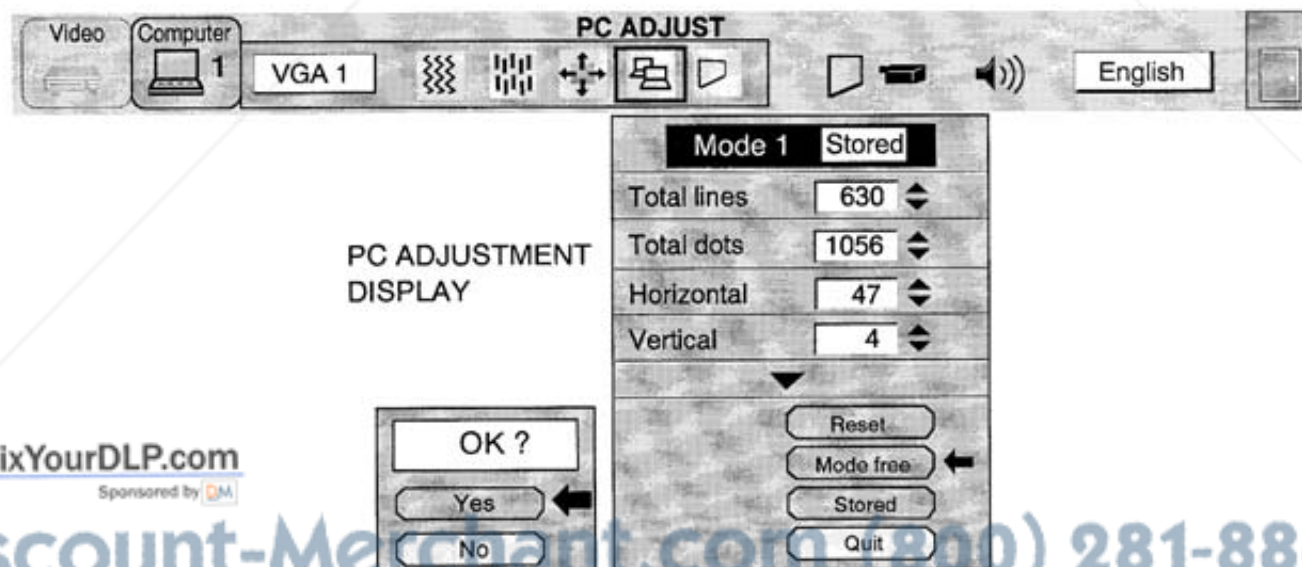 PC ADJUST
Video
Computer
1
VGA 1
English
Mode 1 Stored
Total lines 630
Total dots 1056
Horizontal 47
Vertical 4
PC ADJUSTMENT
DISPLAY
Reset
Mode free
Stored
Quit
OK ?
Yes
No
ixYourDLP.com
Sponsored by DM
scount-Merchant.com (800) 281-88